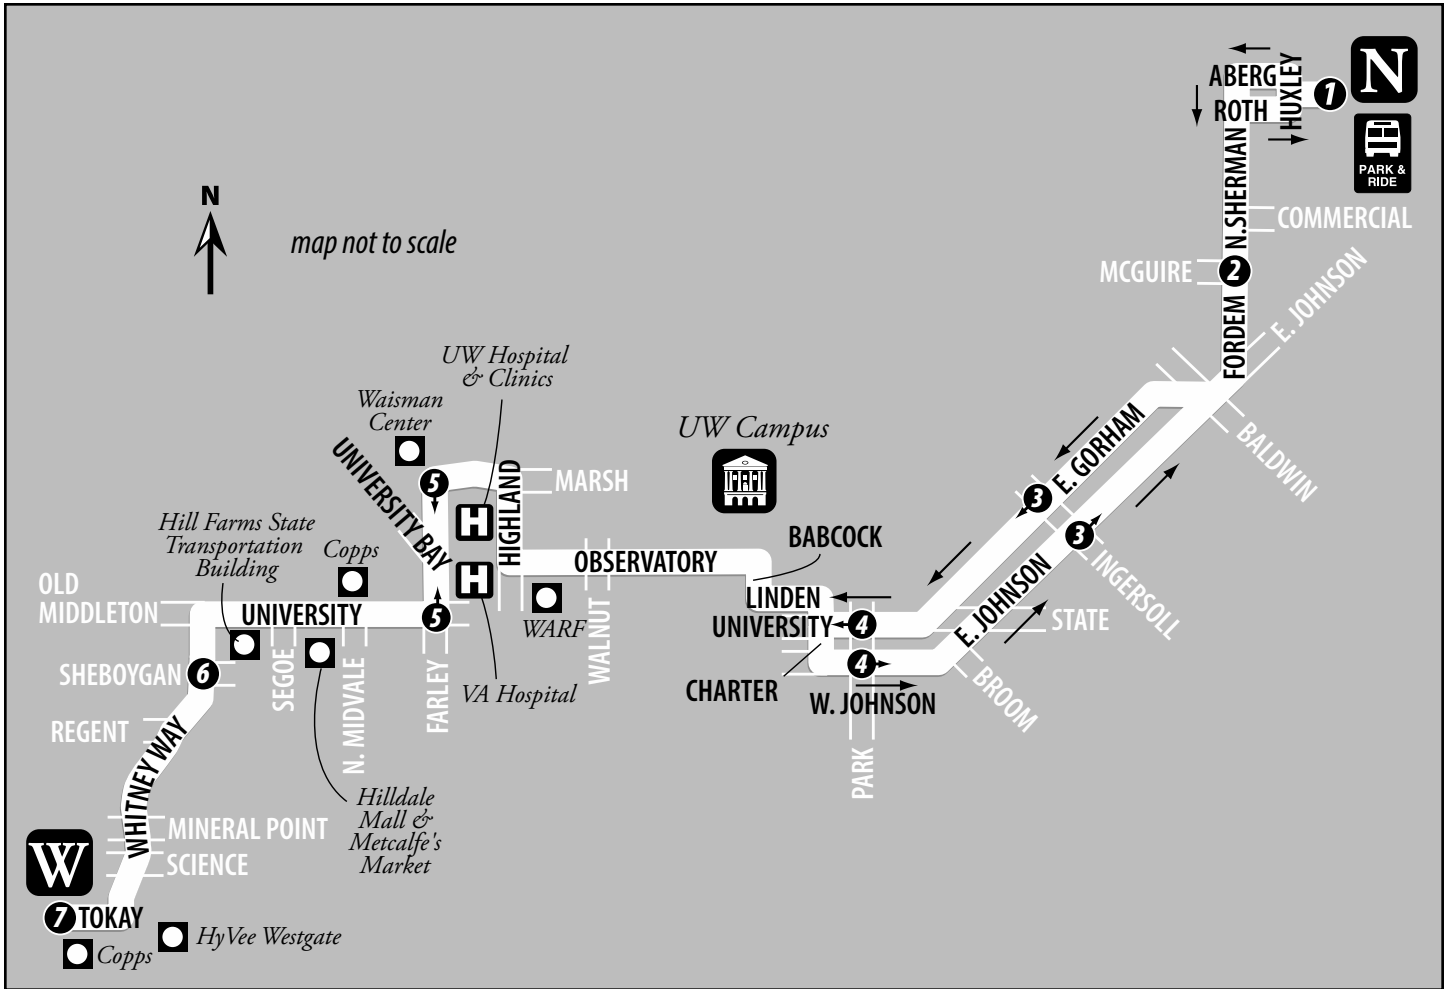 ABERG
HUXLEY
1
N
ROTH
PARK &
RIDE
N
N. SHERMAN
COMMERCIAL
map not to scale
MCGUIRE
2
E. JOHNSON
FORDEM
UW Hospital
& Clinics
Waisman
Center
UW Campus
E. GORHAM
BALDWIN
UNIVERSITY BAY
5
H
HIGHLAND
MARSH
3
3
INGERSOLL
Hill Farms State
Transportation
Building
Copps
BABCOCK
OBSERVATORY
H
OLD
MIDDLETON
UNIVERSITY
5
WARF
WALNUT
LINDEN
UNIVERSITY
4
E. JOHNSON
STATE
SHEBOYGAN
6
SEGOE
N. MIDVALE
FARLEY
VA Hospital
CHARTER
4
W. JOHNSON
BROOM
PARK
REGENT
WHITNEY WAY
Hilldale
Mall &
Metcalfe's
Market
MINERAL POINT
SCIENCE
W
7
TOKAY
HyVee Westgate
Copps